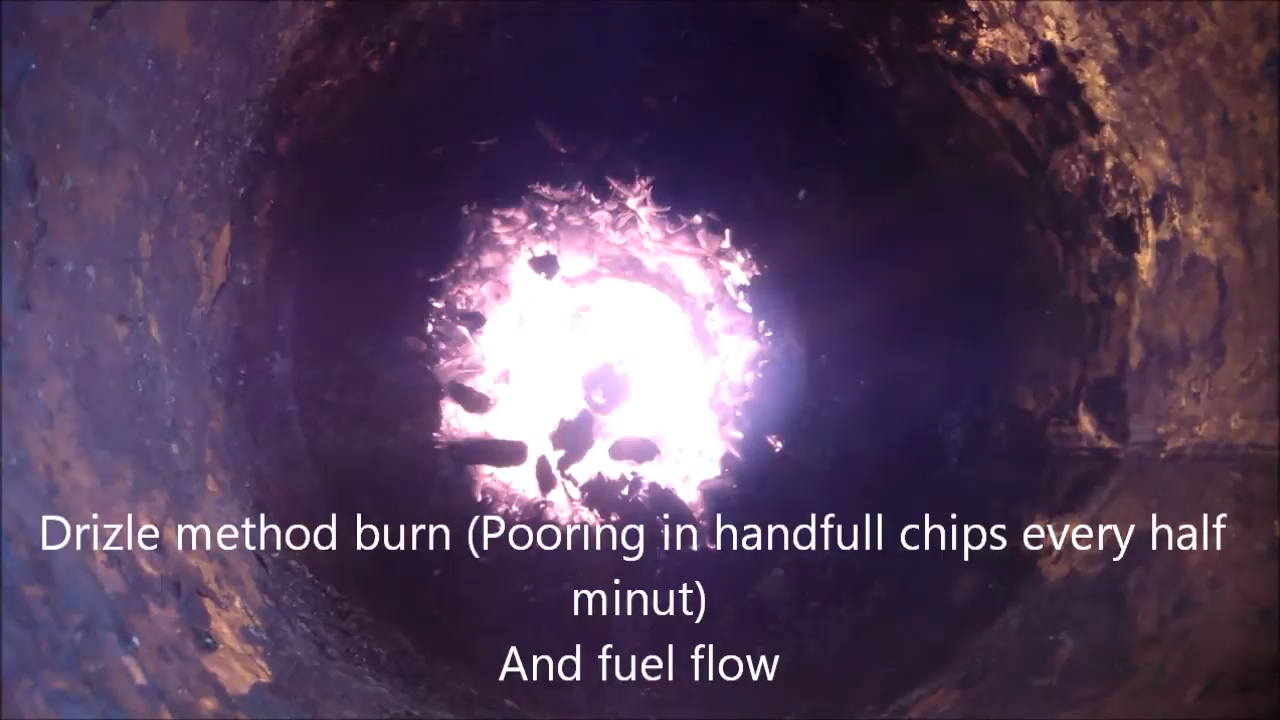 Drizle method burn (Pooring in handfull chips every half
minut)
And fuel flow